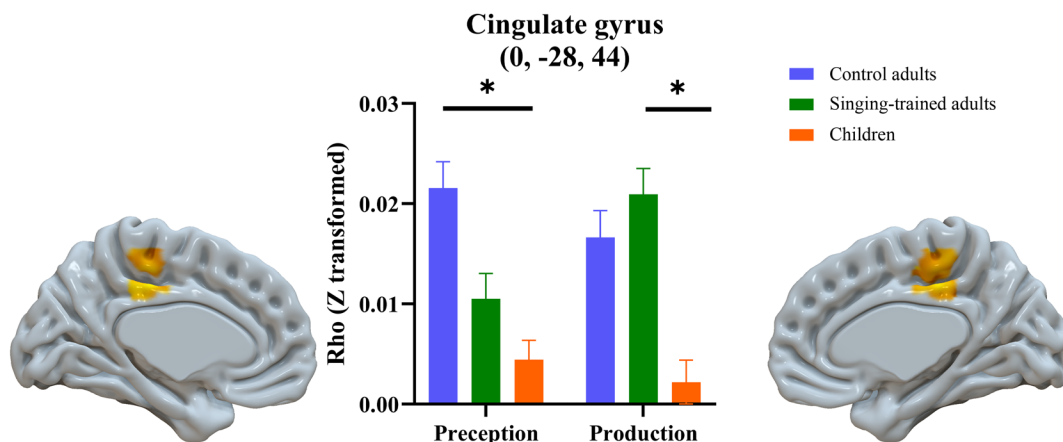 Cingulate gyrus
(0, -28, 44)
Control adults
Singing-trained adults
Children
*
*
Rho (Z transformed)
0.03
0.02
0.01
0.00
Preception
Production